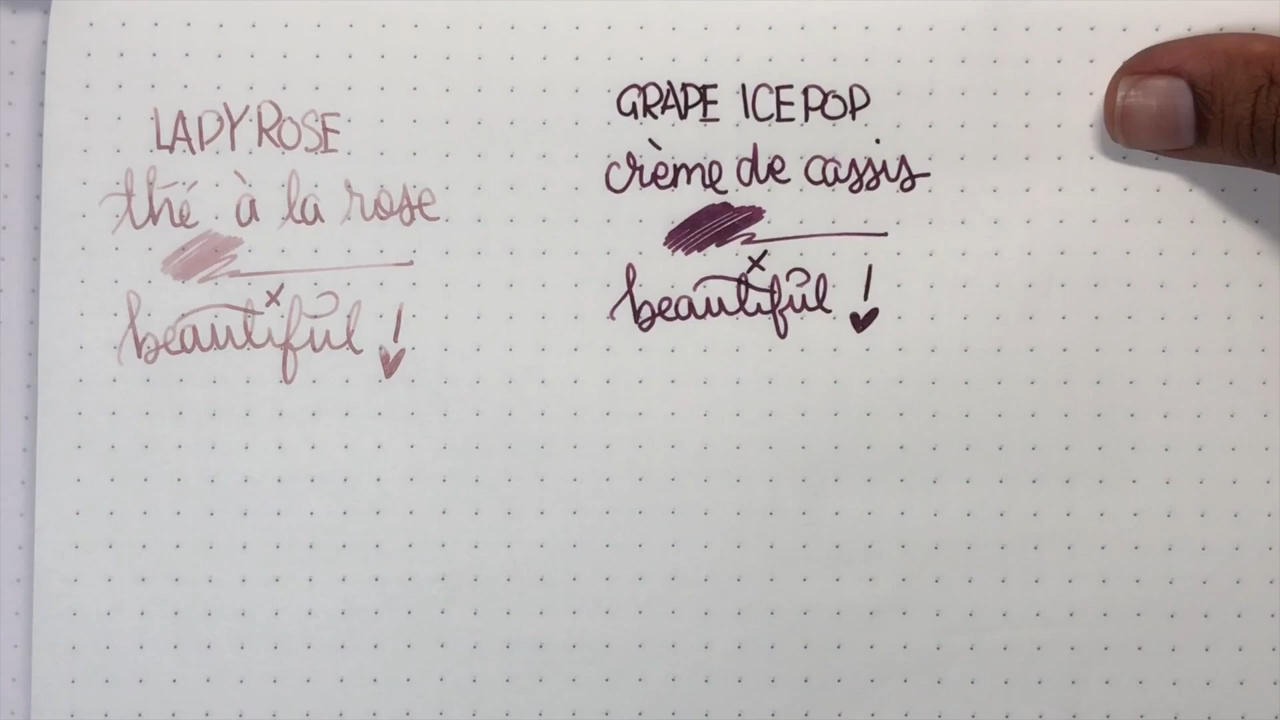 LADY ROSE
thé à la rose
beautiful!
GRAPE ICE POP
crème de cassis
beautiful!